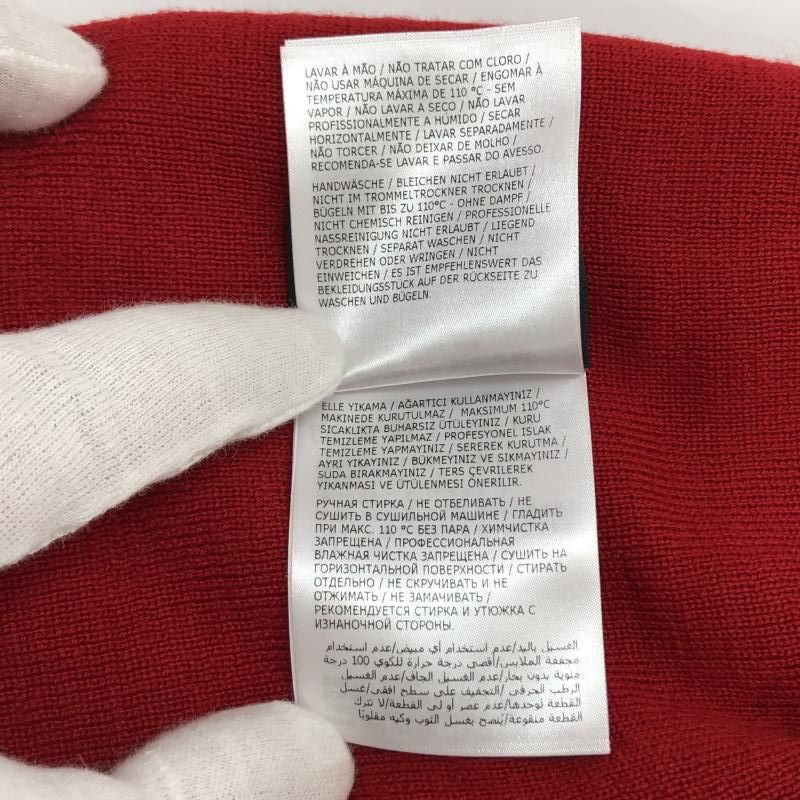 LAVAR À MÃO / NÃO TRATAR COM CLORO /
NÃO USAR MÁQUINA DE SECAR / ENGOMAR À
TEMPERATURA MÁXIMA DE 110 °C - SEM
VAPOR / NÃO LAVAR A SECO / NÃO LAVAR
PROFISSIONALMENTE A HÚMIDO / SECAR
HORIZONTALMENTE / LAVAR SEPARADAMENTE /
NÃO TORCER / NÃO DEIXAR DE MOLHO /
RECOMENDA-SE LAVAR E PASSAR DO AVESSO.
HANDWÄSCHE / BLEICHEN NICHT ERLAUBT /
NICHT IM TROMMELTROCKNER TROCKNEN /
BÜGELN MIT BIS ZU 110°C - OHNE DAMPF /
NICHT CHEMISCH REINIGEN / PROFESSIONELLE
NASSREINIGUNG NICHT ERLAUBT / LIEGEND
TROCKNEN / SEPARAT WASCHEN / NICHT
VERDREHEN ODER WRINGEN / NICHT
EINWEICHEN / ES IST EMPFEHLENSWERT DAS
BEKLEIDUNGSSTÜCK AUF DER RÜCKSEITE ZU
WASCHEN UND BÜGELN.
ELLE YIKAMA / AĞARTICI KULLANMAYINIZ /
MAKİNEDE KURUTULMAZ / MAKSIMUM 110°C
SICAKLIKTA BUHARSIZ ÜTÜLEYINIZ / KURU
TEMIZLEME YAPILMAZ / PROFESYONEL ISLAK
TEMIZLEME YAPMAYINIZ / SEREREK KURUTMA /
AYRI YIKAYINIZ / BÜKMEYINIZ VE SIKMAYINIZ /
SUDA BIRAKMAYINIZ / TERS ÇEVRILEREK
YIKANMASI VE ÜTÜLENMESI ÖNERILIR.
РУЧНАЯ СТИРКА / НЕ ОТБЕЛИВАТЬ / НЕ
СУШИТЬ В СУШИЛЬНОЙ МАШИНЕ / ГЛАДИТЬ
ПРИ МАКС. 110 °C БЕЗ ПАРА / ХИМЧИСТКА
ЗАПРЕЩЕНА / ПРОФЕССИОНАЛЬНАЯ
ВЛАЖНАЯ ЧИСТКА ЗАПРЕЩЕНА / СУШИТЬ НА
ГОРИЗОНТАЛЬНОЙ ПОВЕРХНОСТИ / СТИРАТЬ
ОТДЕЛЬНО / НЕ СКРУЧИВАТЬ И НЕ
ОТЖИМАТЬ / НЕ ЗАМАЧИВАТЬ /
РЕКОМЕНДУЕТСЯ СТИРКА И УТЮЖКА С
ИЗНАНОЧНОЙ СТОРОНЫ.
الغسيل باليد/عدم استخدام أي مبيض/عدم استخدام
مجففة الملابس/أقصى درجة حرارة للكوي 100 درجة
مئوية بدون بخار/عدم الغسيل الجاف/عدم الغسيل
الرطب الحرفي/التجفيف على سطح افقى/غسل
القطعة لوحدها/عدم عصر أو لى القطعة/لا تترك
القطعة منقوعة/يُنصح بغسل الثوب وكيه مقلوبًا